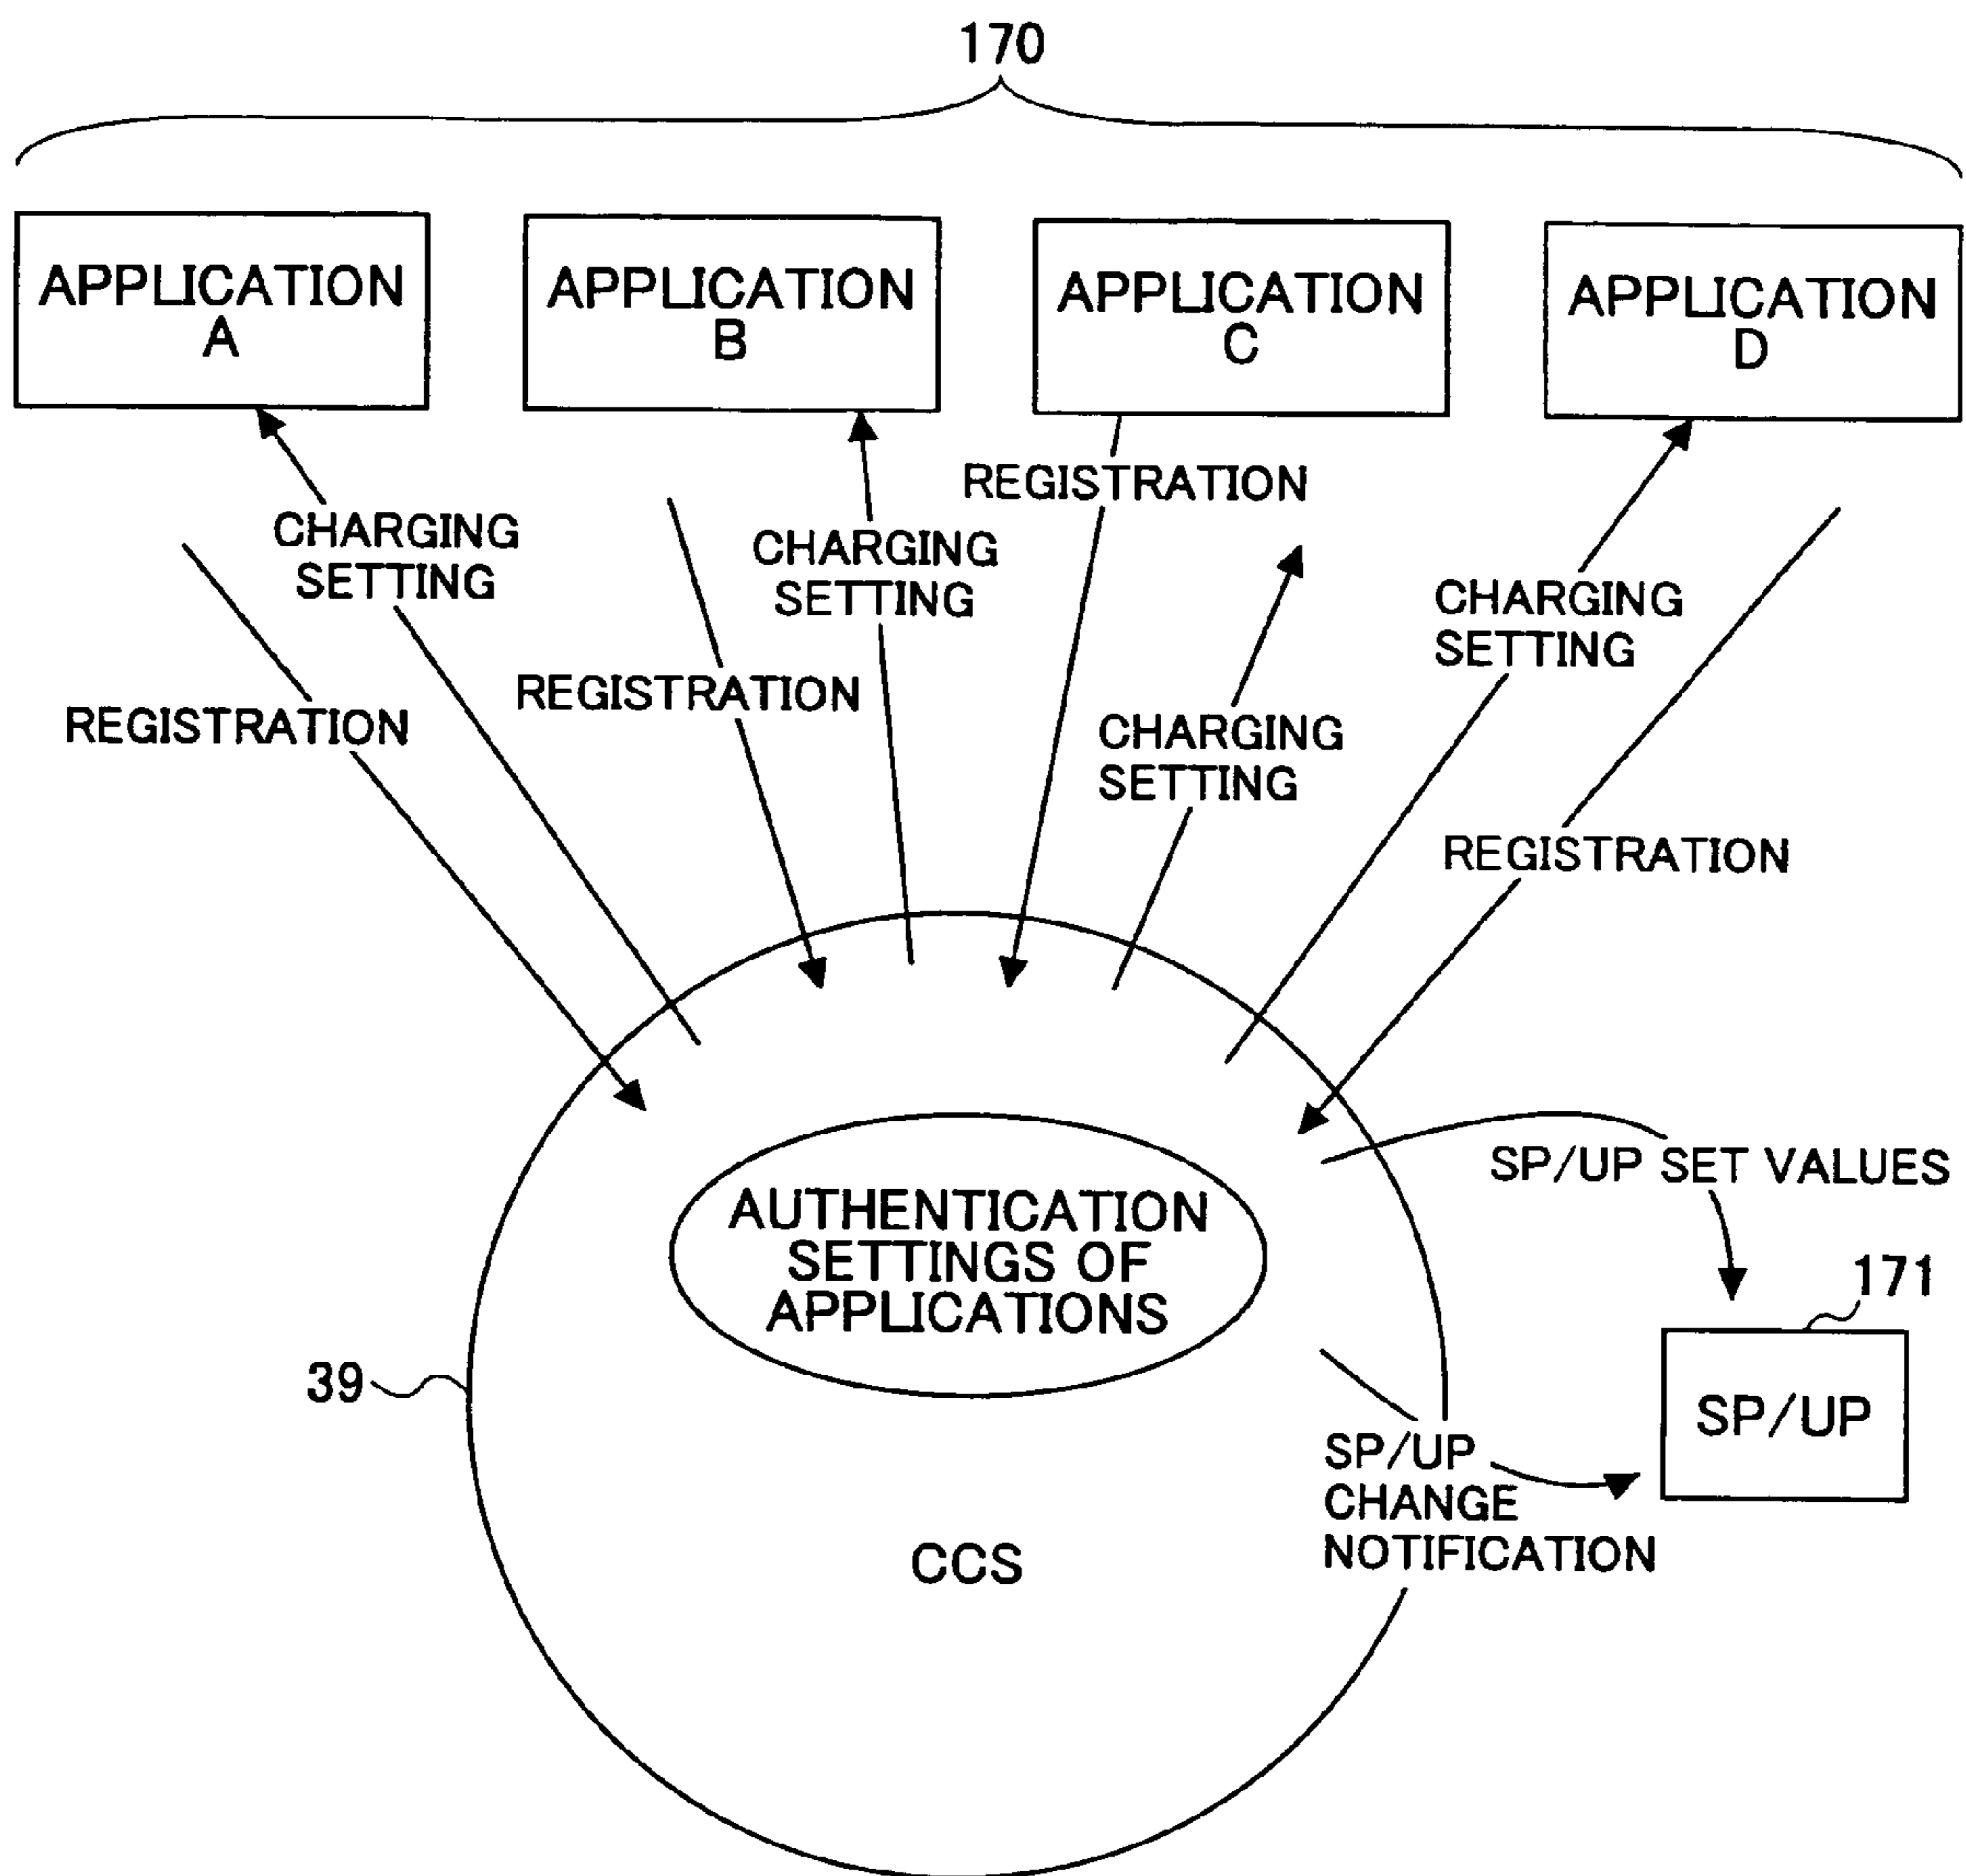 170
APPLICATION
A
APPLICATION
B
APPLICATION
C
APPLICATION
D
CHARGING
SETTING
REGISTRATION
REGISTRATION
CHARGING
SETTING
REGISTRATION
CHARGING
SETTING
CHARGING
SETTING
REGISTRATION
AUTHENTICATION
SETTINGS OF
APPLICATIONS
SP/UP SET VALUES
171
SP/UP
39
SP/UP
CHANGE
NOTIFICATION
CCS